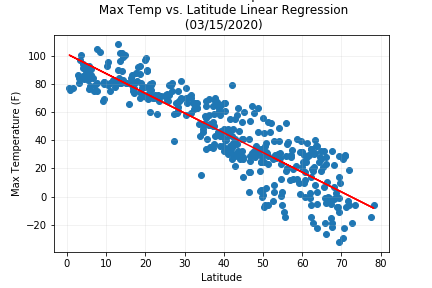 Max Temp vs. Latitude Linear Regression
(03/15/2020)
Max Temperature (F)
100
80
60
40
20
0
−20
0 10 20 30 40 50 60 70 80
Latitude